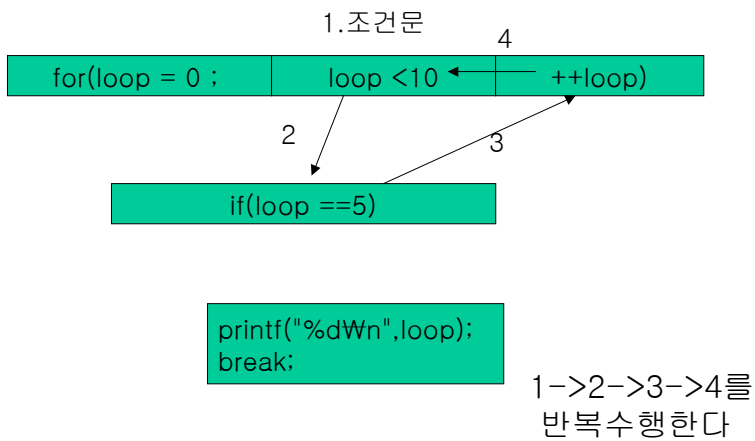 1.조건문
4
for(loop = 0 ;
loop <10
++loop)
2
3
if(loop ==5)
printf("%d₩n",loop);
break;
1->2->3->4를
반복수행한다